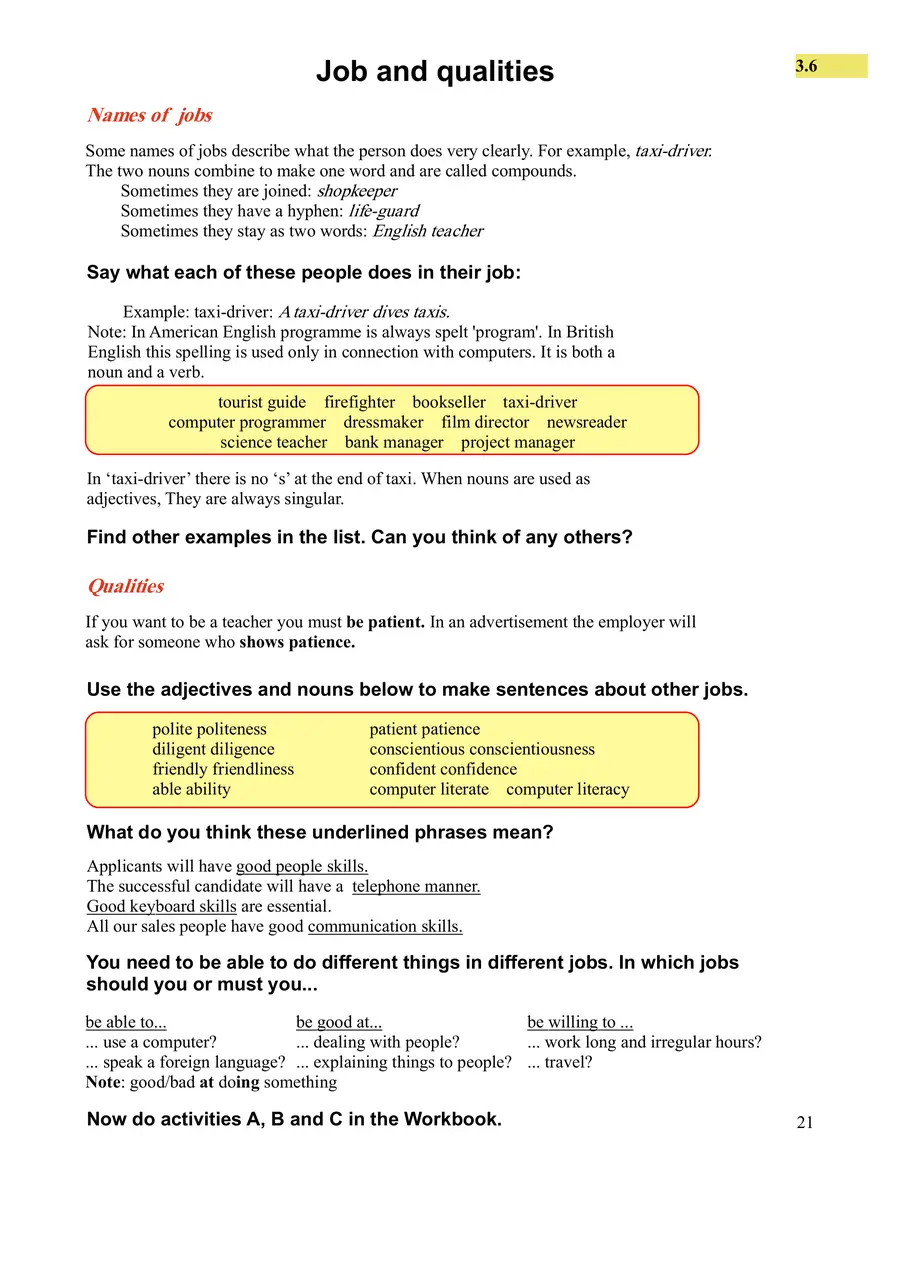 Job and qualities
3.6
Names of jobs
Some names of jobs describe what the person does very clearly. For example, taxi-driver.
The two nouns combine to make one word and are called compounds.
Sometimes they are joined: shopkeeper
Sometimes they have a hyphen: life-guard
Sometimes they stay as two words: English teacher
Say what each of these people does in their job:
Example: taxi-driver: A taxi-driver dives taxis.
Note: In American English programme is always spelt 'program'. In British
English this spelling is used only in connection with computers. It is both a
noun and a verb.
tourist guide firefighter bookseller taxi-driver
computer programmer dressmaker film director newsreader
science teacher bank manager project manager
In ‘taxi-driver’ there is no ‘s’ at the end of taxi. When nouns are used as
adjectives, They are always singular.
Find other examples in the list. Can you think of any others?
Qualities
If you want to be a teacher you must be patient. In an advertisement the employer will
ask for someone who shows patience.
Use the adjectives and nouns below to make sentences about other jobs.
polite politeness patient patience
diligent diligence conscientious conscientiousness
friendly friendliness confident confidence
able ability computer literate computer literacy
What do you think these underlined phrases mean?
Applicants will have good people skills.
The successful candidate will have a telephone manner.
Good keyboard skills are essential.
All our sales people have good communication skills.
You need to be able to do different things in different jobs. In which jobs
should you or must you...
be able to... be good at... be willing to ...
... use a computer? ... dealing with people? ... work long and irregular hours?
... speak a foreign language? ... explaining things to people? ... travel?
Note: good/bad at doing something
Now do activities A, B and C in the Workbook.
21